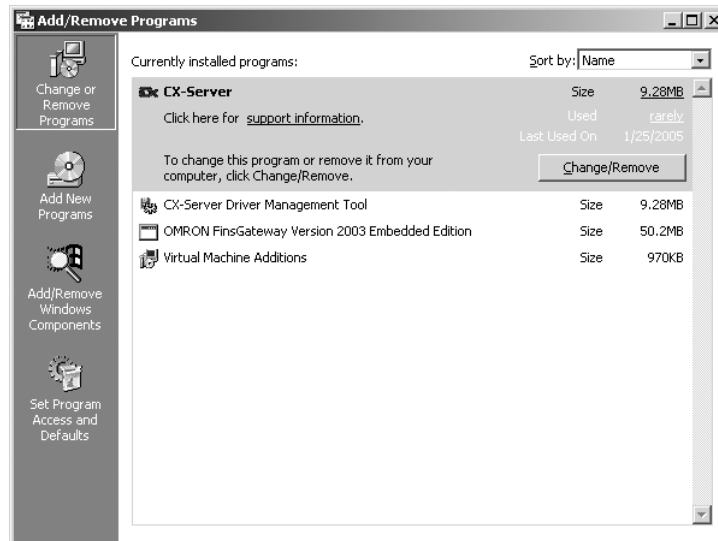 Add/Remove Programs
Change or
Remove
Programs
Add New
Programs
Add/Remove
Windows
Components
Set Program
Access and
Defaults
Currently installed programs:
Sort by: Name
CX-Server
Size 9.28MB
Click here for support information.
Used rarely
Last Used On 1/25/2005
To change this program or remove it from your
computer, click Change/Remove.
Change/Remove
CX-Server Driver Management Tool Size 9.28MB
OMRON FinsGateway Version 2003 Embedded Edition Size 50.2MB
Virtual Machine Additions Size 970KB